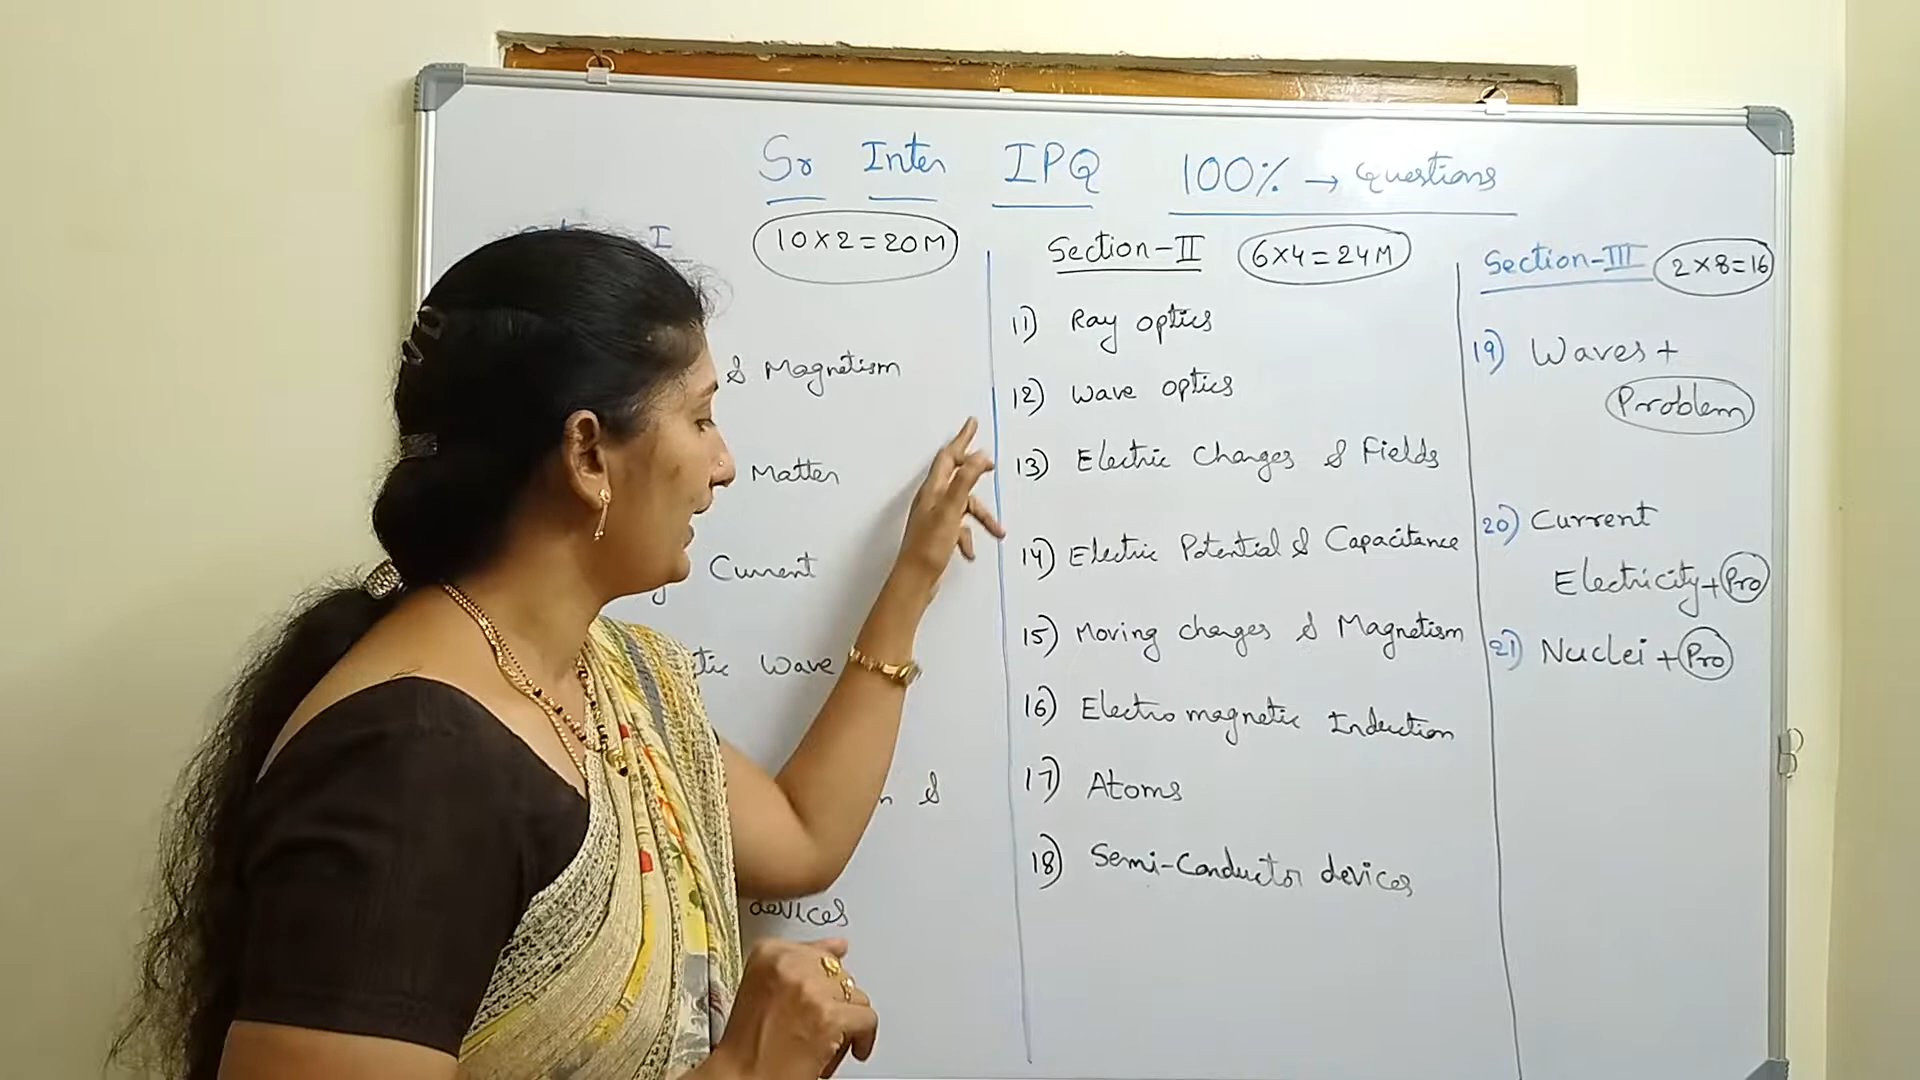 Sr Inter IPQ 100% → Questions
I 10×2=20M
& Magnetism
Matter
Current
tic Wave
n &
devices
Section-II 6×4=24M
11) Ray optics
12) Wave optics
13) Electric Charges & Fields
14) Electric Potential & Capacitance
15) Moving charges & Magnetism
16) Electromagnetic Induction
17) Atoms
18) Semi-Conductor devices
Section-III 2×8=16
19) Waves +
Problem
20) Current
Electricity + Pro
21) Nuclei + Pro